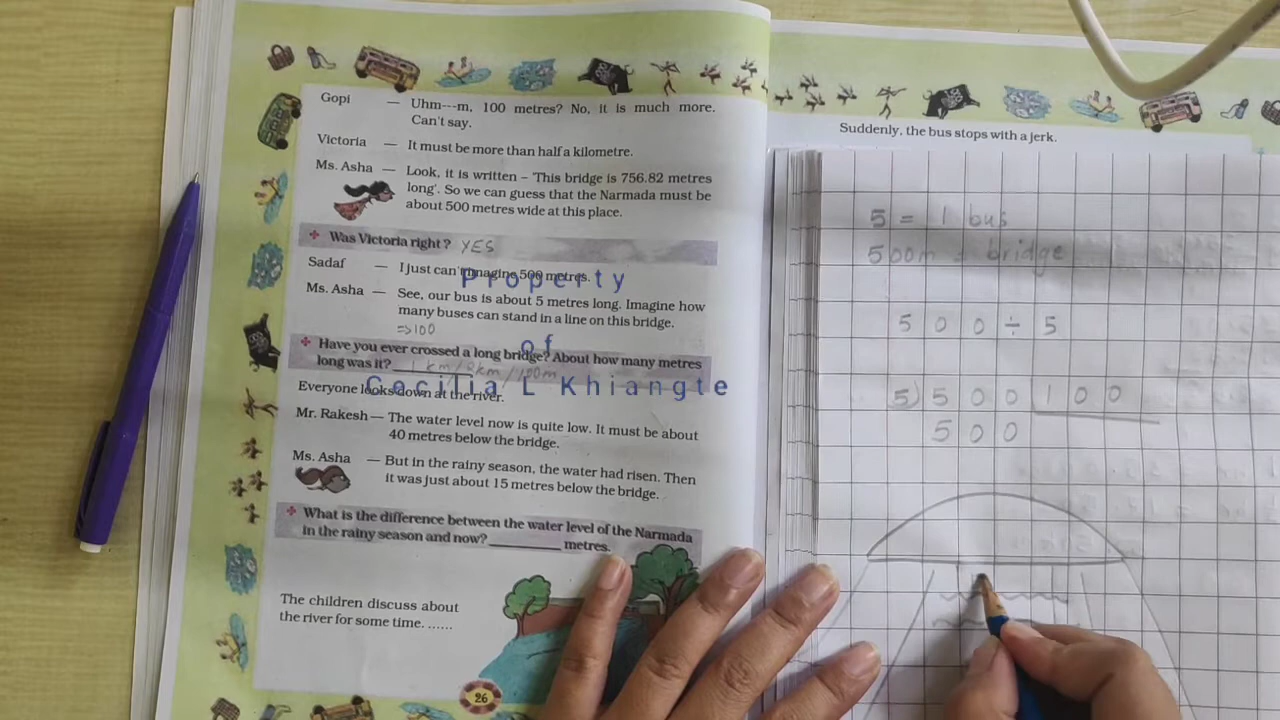 Gopi — Uhm---m, 100 metres? No, it is much more.
Can't say.
Victoria — It must be more than half a kilometre.
Ms. Asha — Look, it is written – 'This bridge is 756.82 metres
long'. So we can guess that the Narmada must be
about 500 metres wide at this place.
Was Victoria right? YES
Sadaf — I just can't imagine 500 metres.
Ms. Asha — See, our bus is about 5 metres long. Imagine how
many buses can stand in a line on this bridge.
=>100
Have you ever crossed a long bridge? About how many metres
long was it? 1 km/2km/100m
Everyone looks down at the river.
Mr. Rakesh — The water level now is quite low. It must be about
40 metres below the bridge.
Ms. Asha — But in the rainy season, the water had risen. Then
it was just about 15 metres below the bridge.
What is the difference between the water level of the Narmada
in the rainy season and now? ________ metres.
The children discuss about
the river for some time. ......
26
Property
of
Cecilia L Khiangte
Suddenly, the bus stops with a jerk.
5 = 1 bus
500m = bridge
500 ÷ 5
5) 500 100
500